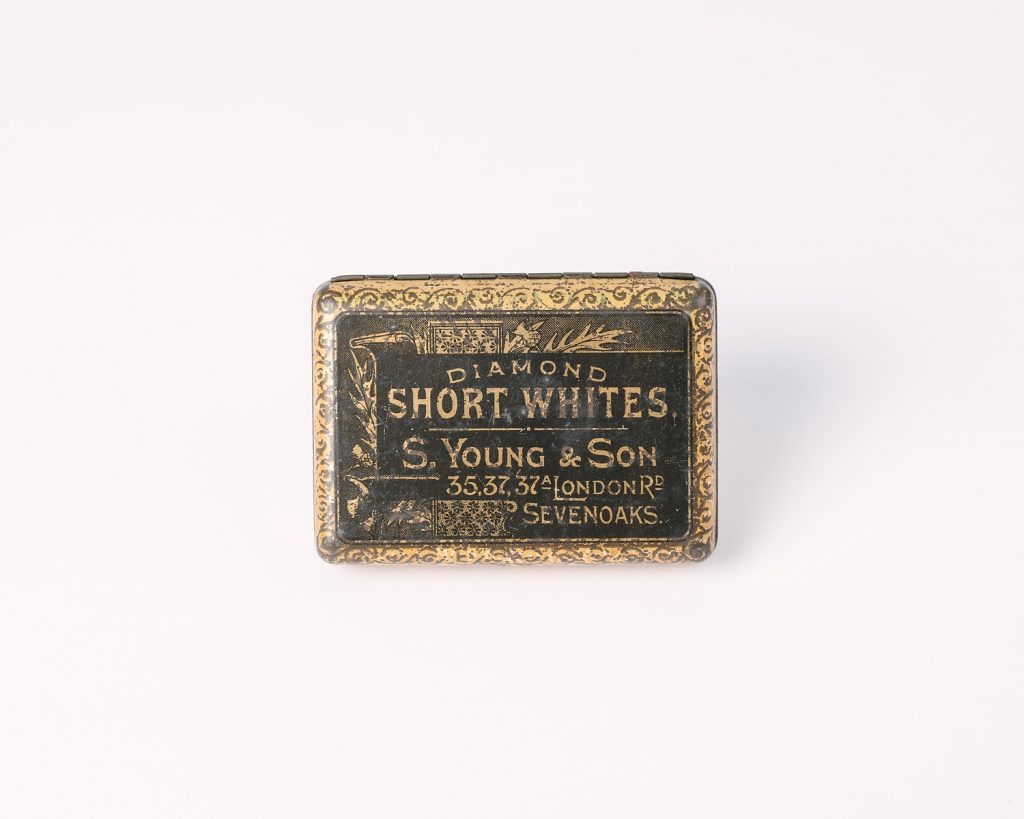 DIAMOND
SHORT WHITES.
S. YOUNG & SON
35, 37, 37A LONDON RD
SEVENOAKS.